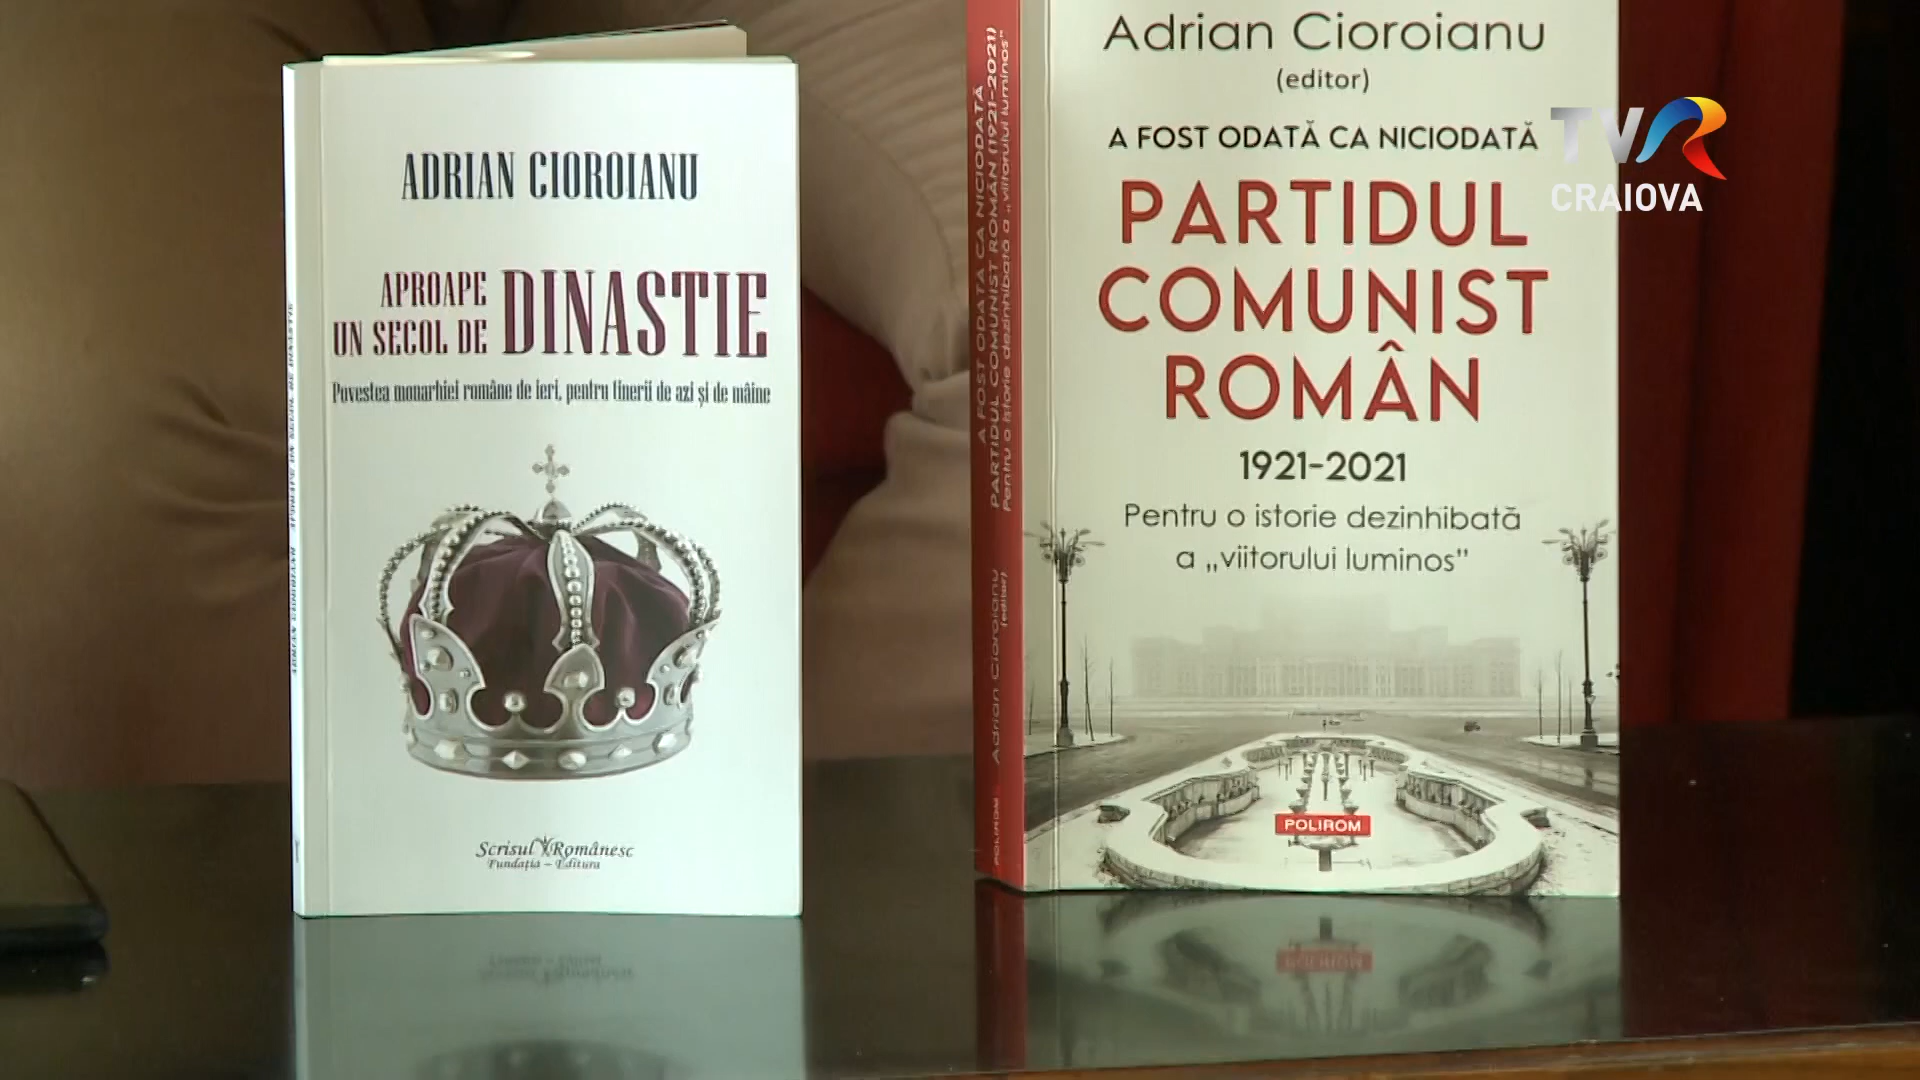 ADRIAN CIOROIANU
APROAPE
UN SECOL DE
DINASTIE
Povestea monarhiei române de ieri, pentru tinerii de azi și de mâine
Scrisul Românesc
Fundația – Editura
A FOST ODATĂ CA NICIODATĂ
PARTIDUL COMUNIST ROMÂN (1921-2021)
Pentru o istorie dezinhibată a „viitorului luminos”
Adrian Cioroianu
(editor)
POLIROM
Adrian Cioroianu
(editor)
A FOST ODATĂ CA NICIODATĂ
PARTIDUL
COMUNIST
ROMÂN
1921-2021
Pentru o istorie dezinhibată
a „viitorului luminos”
POLIROM
TVR
CRAIOVA